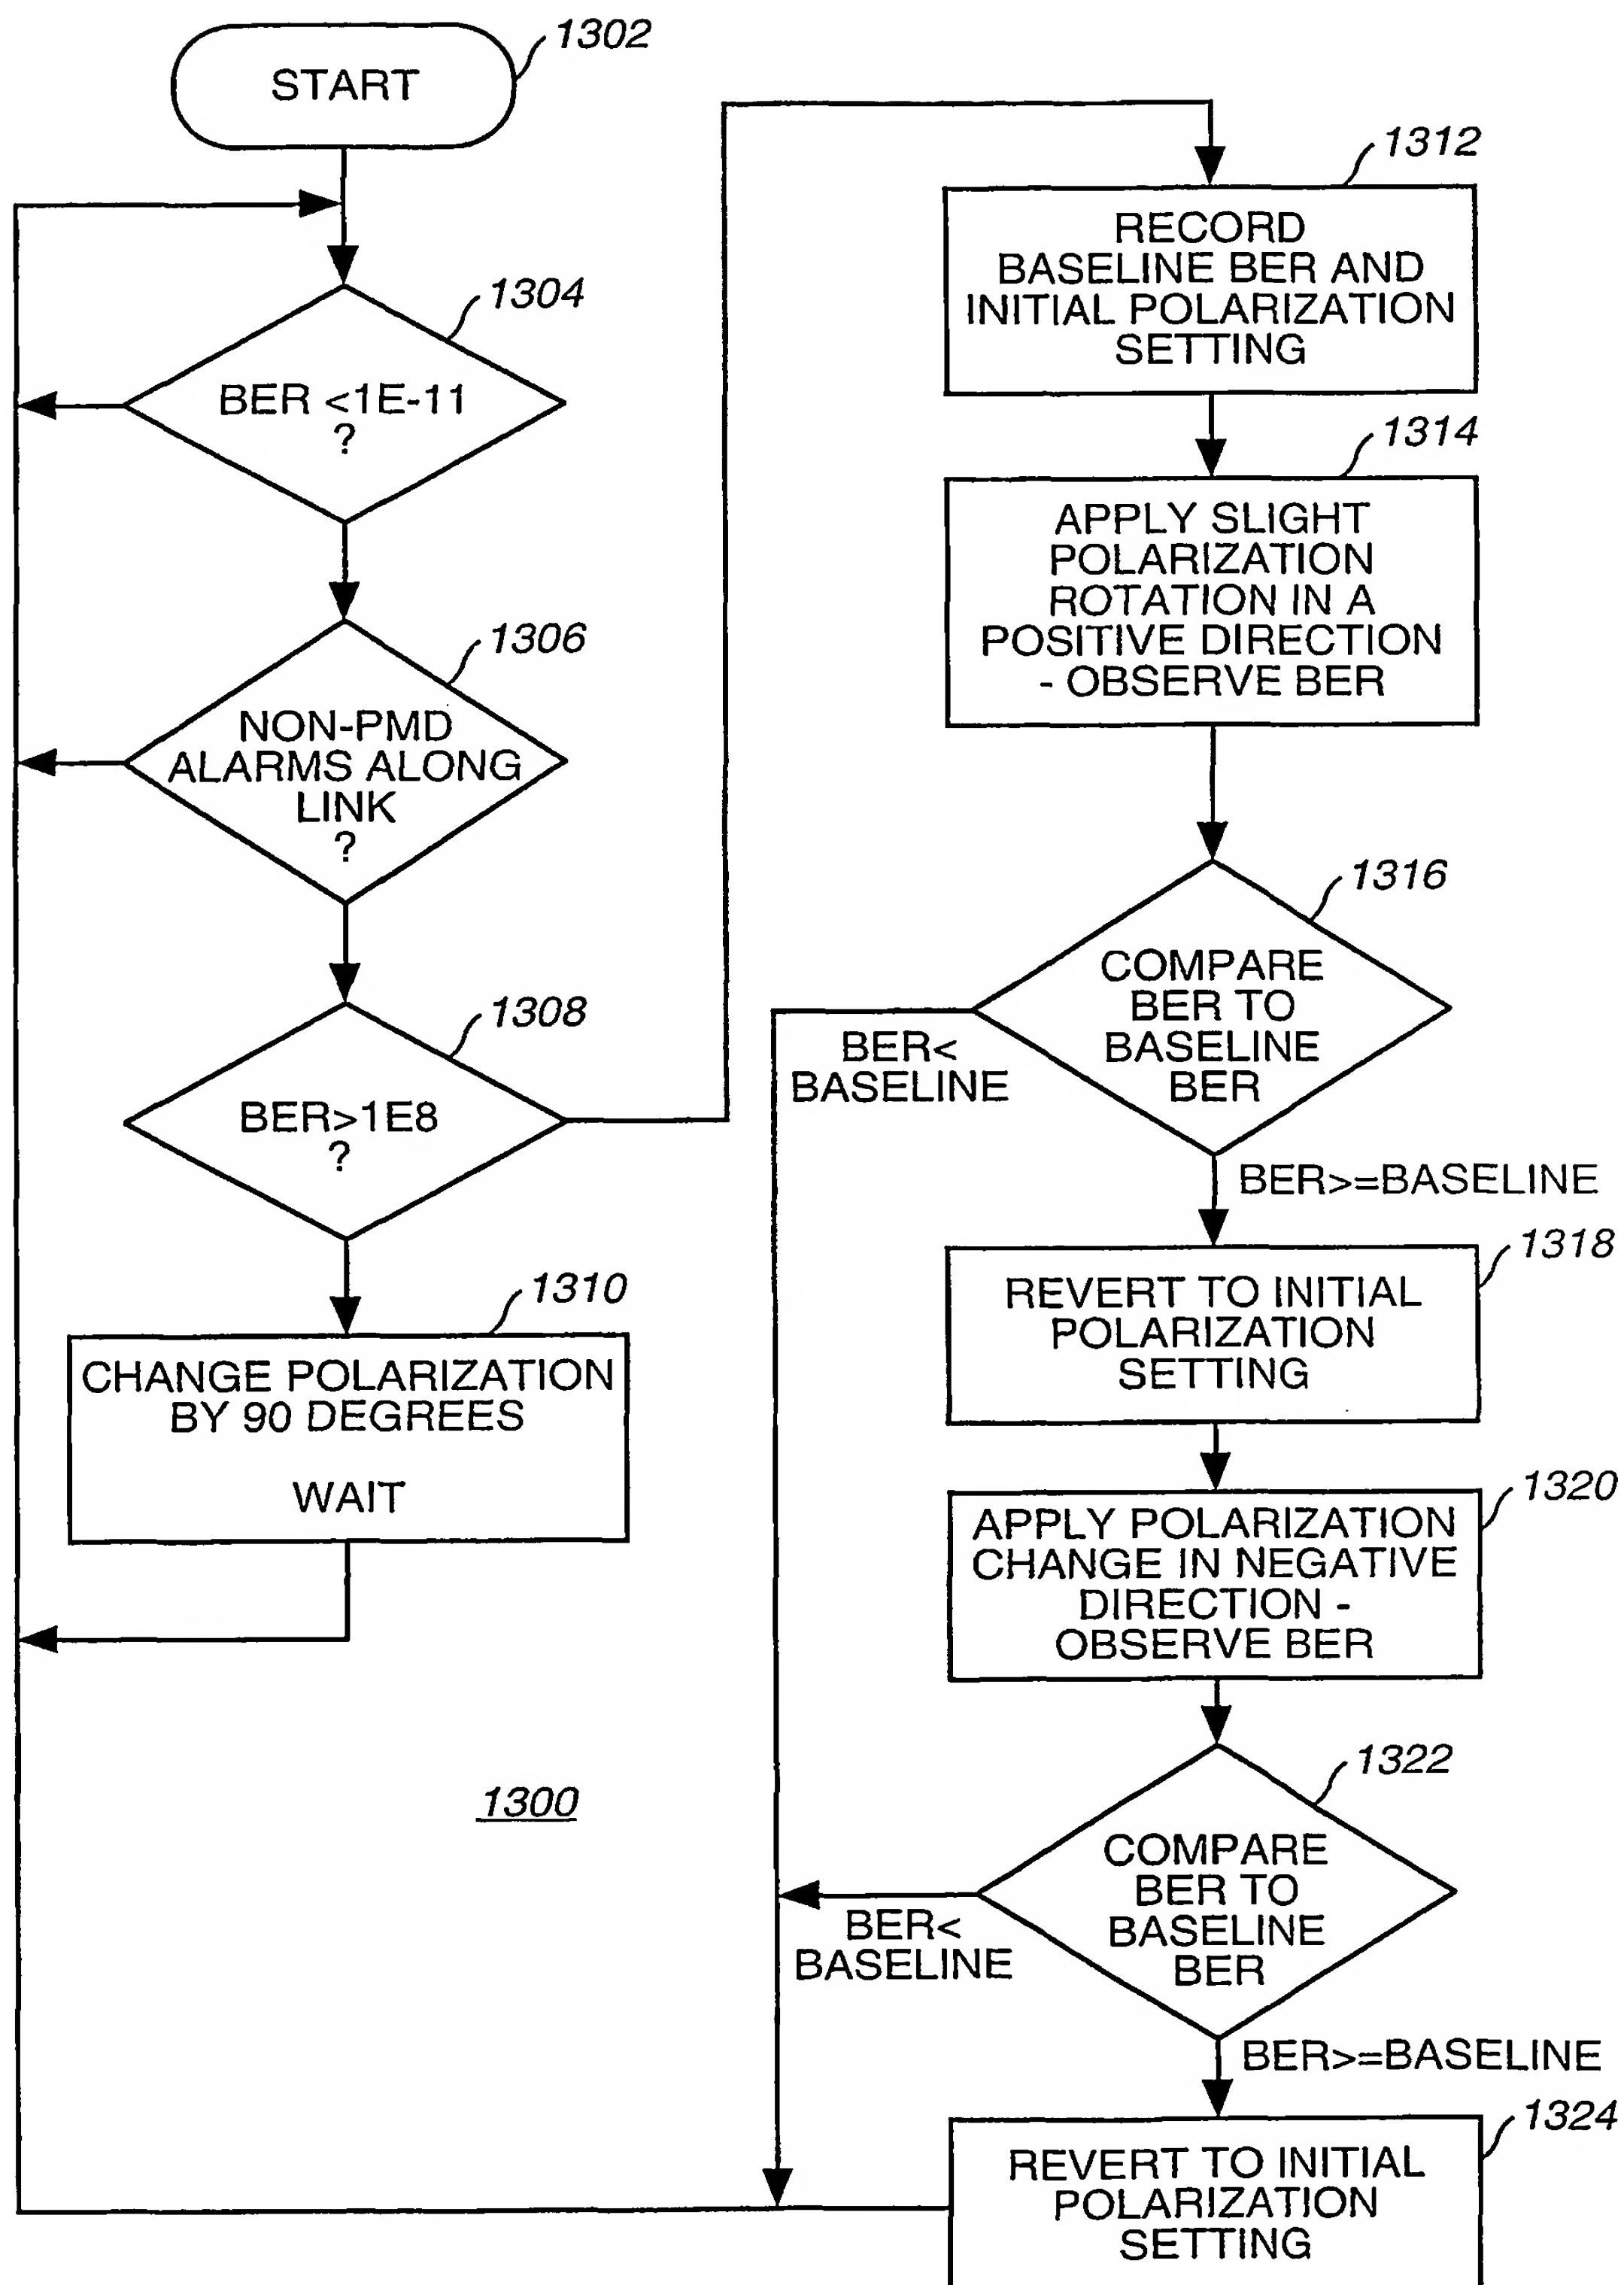 1302
START
1304
BER <1E-11
?
1306
NON-PMD
ALARMS ALONG
LINK
?
1308
BER>1E8
?
1310
CHANGE POLARIZATION
BY 90 DEGREES
WAIT
1300
1312
RECORD
BASELINE BER AND
INITIAL POLARIZATION
SETTING
1314
APPLY SLIGHT
POLARIZATION
ROTATION IN A
POSITIVE DIRECTION
- OBSERVE BER
1316
COMPARE
BER TO
BASELINE
BER
BER<
BASELINE
BER>=BASELINE
1318
REVERT TO INITIAL
POLARIZATION
SETTING
1320
APPLY POLARIZATION
CHANGE IN NEGATIVE
DIRECTION -
OBSERVE BER
1322
COMPARE
BER TO
BASELINE
BER
BER<
BASELINE
BER>=BASELINE
1324
REVERT TO INITIAL
POLARIZATION
SETTING